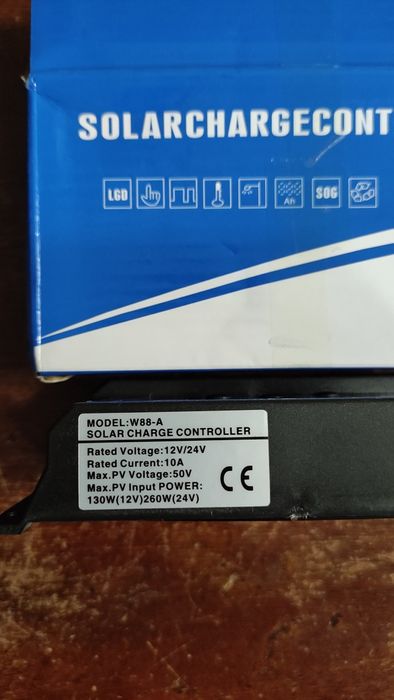 SOLARCHARGECONT
LCD
Ah
SOC
MODEL:W88-A
SOLAR CHARGE CONTROLLER
Rated Voltage:12V/24V
Rated Current:10A
Max.PV Voltage:50V
Max.PV Input POWER:
130W(12V)260W(24V)
CE